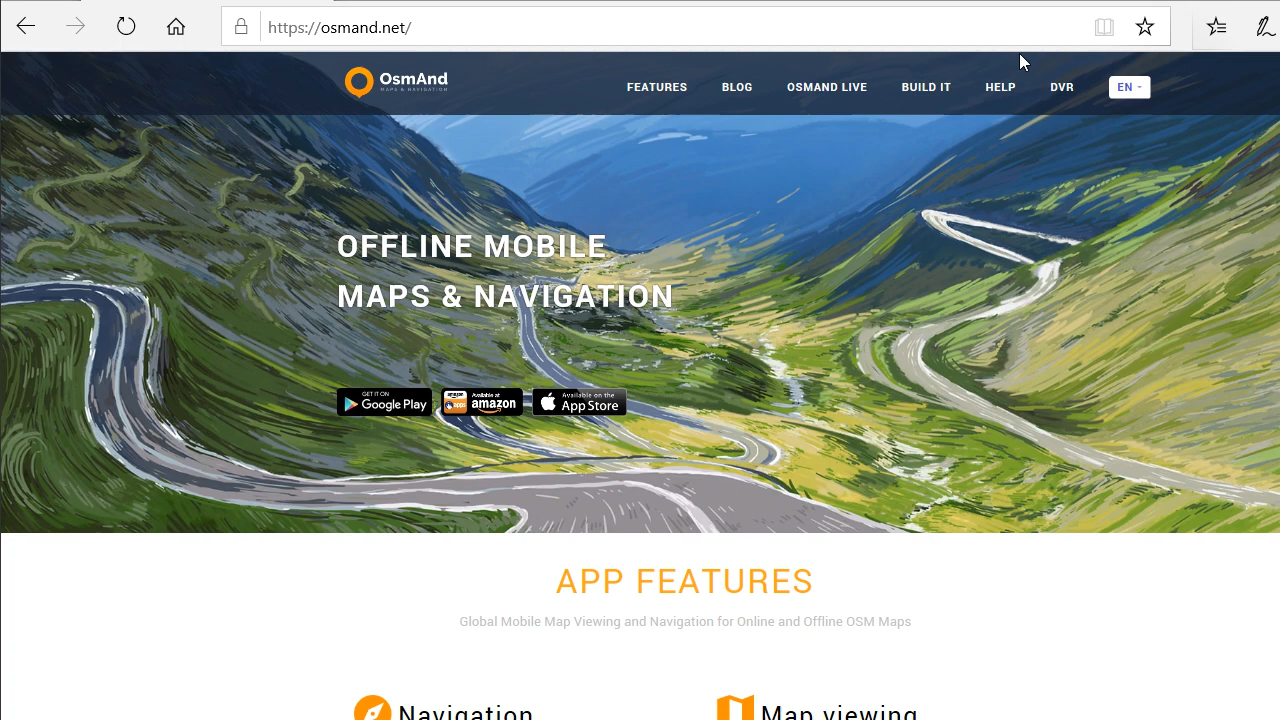 https://osmand.net/
OsmAnd
MAPS & NAVIGATION
FEATURES
BLOG
OSMAND LIVE
BUILD IT
HELP
DVR
EN
OFFLINE MOBILE
MAPS & NAVIGATION
GET IT ON
Google Play
Available at
amazon
Available on the
App Store
APP FEATURES
Global Mobile Map Viewing and Navigation for Online and Offline OSM Maps
Navigation
Map viewing